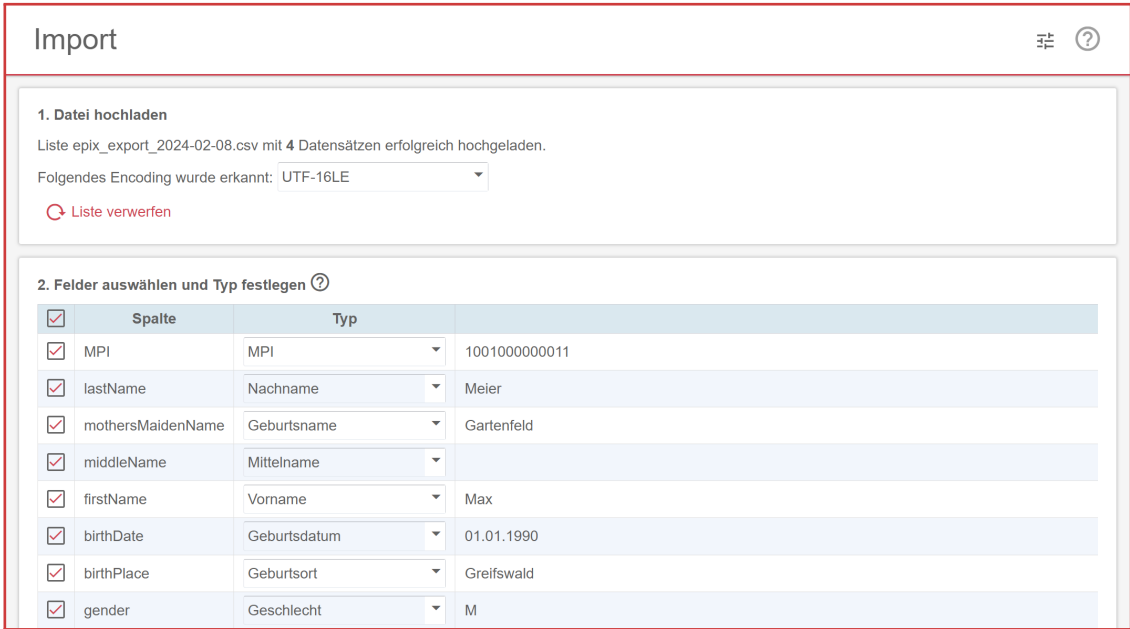 Import
1. Datei hochladen
Liste epix_export_2024-02-08.csv mit 4 Datensätzen erfolgreich hochgeladen.
Folgendes Encoding wurde erkannt: UTF-16LE
Liste verwerfen
2. Felder auswählen und Typ festlegen
Spalte Typ
MPI MPI 1001000000011
lastName Nachname Meier
mothersMaidenName Geburtsname Gartenfeld
middleName Mittelname
firstName Vorname Max
birthDate Geburtsdatum 01.01.1990
birthPlace Geburtsort Greifswald
gender Geschlecht M